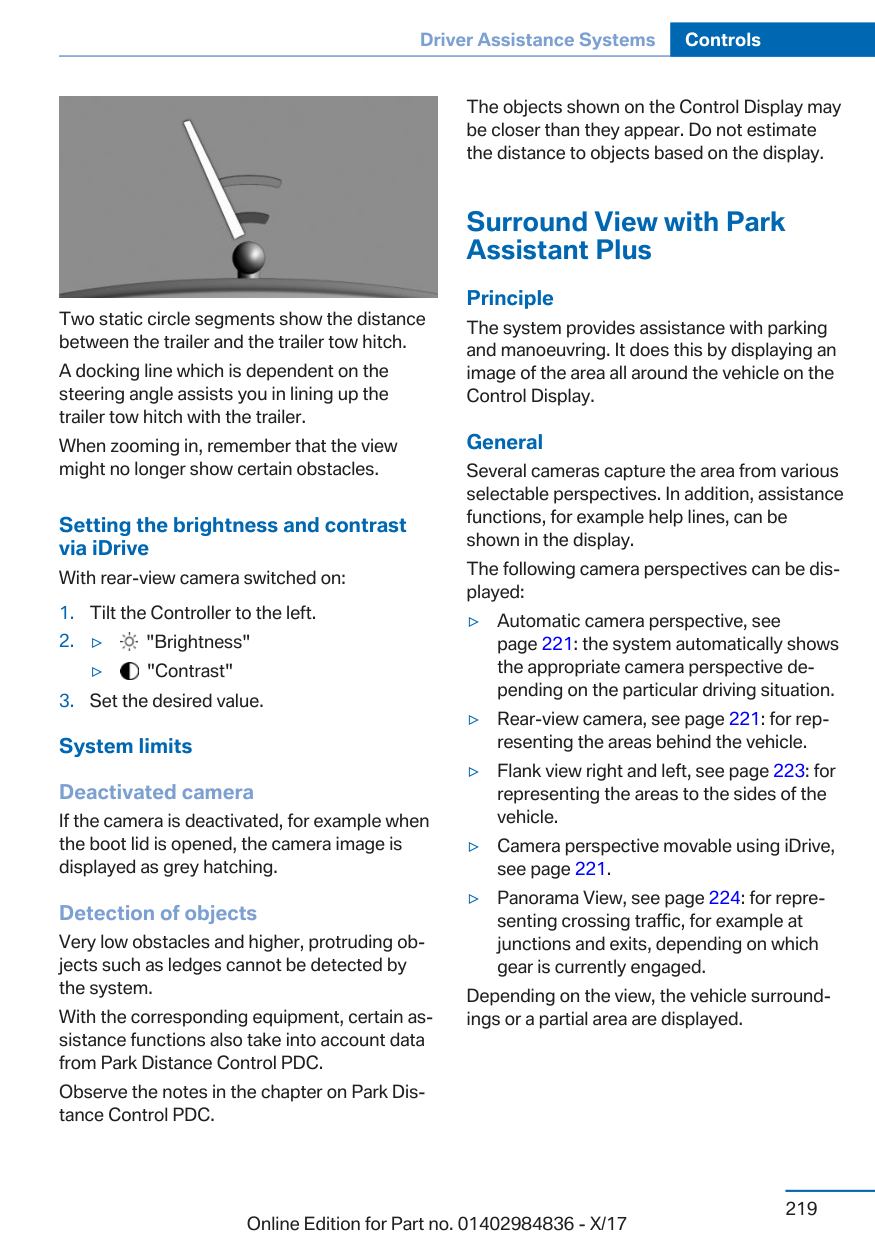 Driver Assistance Systems Controls
Two static circle segments show the distance
between the trailer and the trailer tow hitch.
A docking line which is dependent on the
steering angle assists you in lining up the
trailer tow hitch with the trailer.
When zooming in, remember that the view
might no longer show certain obstacles.
Setting the brightness and contrast
via iDrive
With rear-view camera switched on:
1. Tilt the Controller to the left.
2. ▷ "Brightness"
▷ "Contrast"
3. Set the desired value.
System limits
Deactivated camera
If the camera is deactivated, for example when
the boot lid is opened, the camera image is
displayed as grey hatching.
Detection of objects
Very low obstacles and higher, protruding ob-
jects such as ledges cannot be detected by
the system.
With the corresponding equipment, certain as-
sistance functions also take into account data
from Park Distance Control PDC.
Observe the notes in the chapter on Park Dis-
tance Control PDC.
The objects shown on the Control Display may
be closer than they appear. Do not estimate
the distance to objects based on the display.
Surround View with Park
Assistant Plus
Principle
The system provides assistance with parking
and manoeuvring. It does this by displaying an
image of the area all around the vehicle on the
Control Display.
General
Several cameras capture the area from various
selectable perspectives. In addition, assistance
functions, for example help lines, can be
shown in the display.
The following camera perspectives can be dis-
played:
▷ Automatic camera perspective, see
page 221: the system automatically shows
the appropriate camera perspective de-
pending on the particular driving situation.
▷ Rear-view camera, see page 221: for rep-
resenting the areas behind the vehicle.
▷ Flank view right and left, see page 223: for
representing the areas to the sides of the
vehicle.
▷ Camera perspective movable using iDrive,
see page 221.
▷ Panorama View, see page 224: for repre-
senting crossing traffic, for example at
junctions and exits, depending on which
gear is currently engaged.
Depending on the view, the vehicle surround-
ings or a partial area are displayed.
219
Online Edition for Part no. 01402984836 - X/17